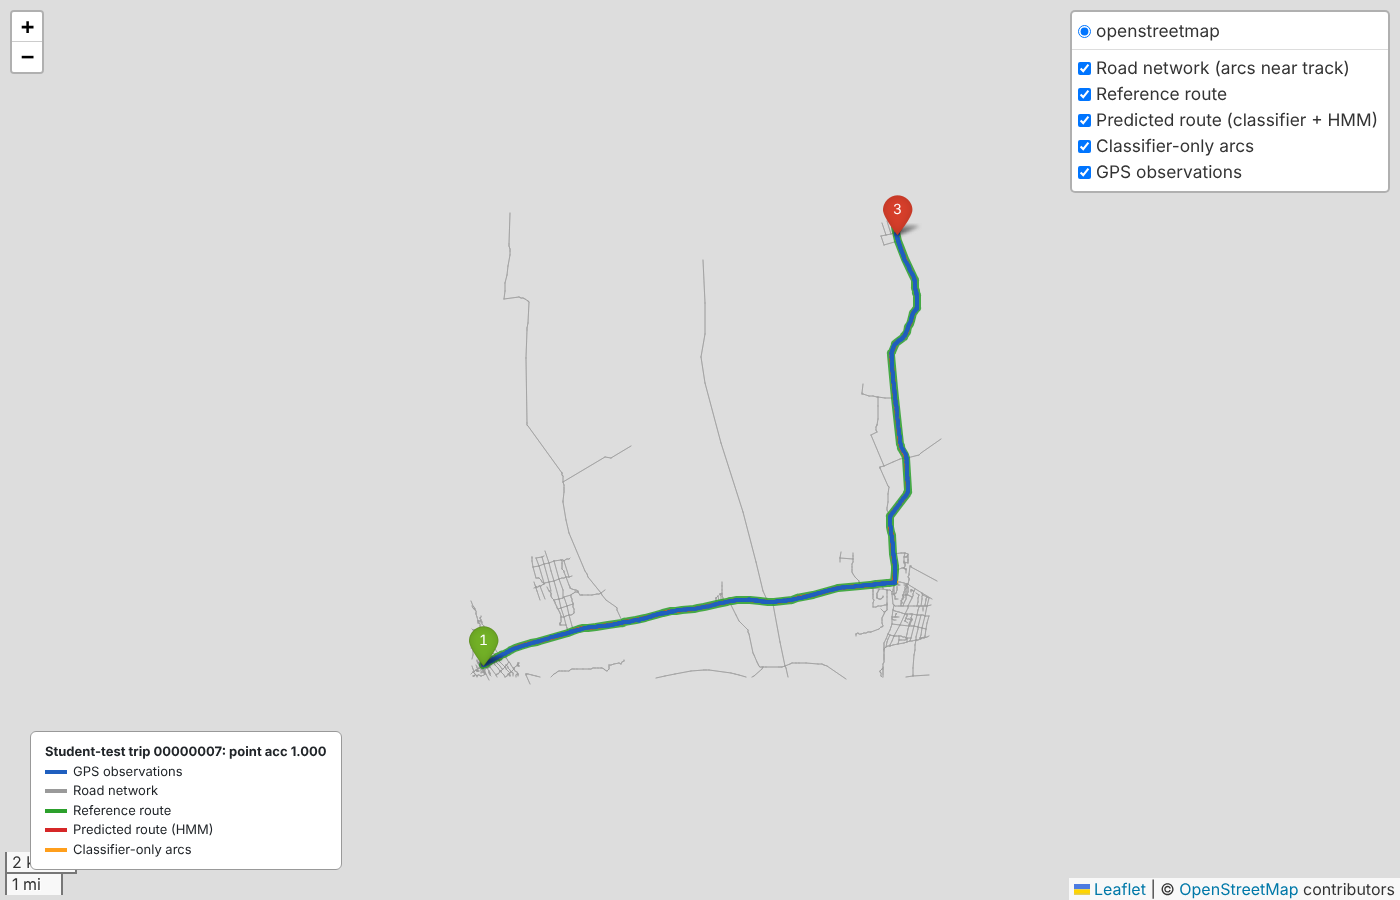 +
−
openstreetmap
Road network (arcs near track)
Reference route
Predicted route (classifier + HMM)
Classifier-only arcs
GPS observations
3
1
Student-test trip 00000007: point acc 1.000
GPS observations
Road network
Reference route
Predicted route (HMM)
Classifier-only arcs
2
1 mi
Leaflet | © OpenStreetMap contributors